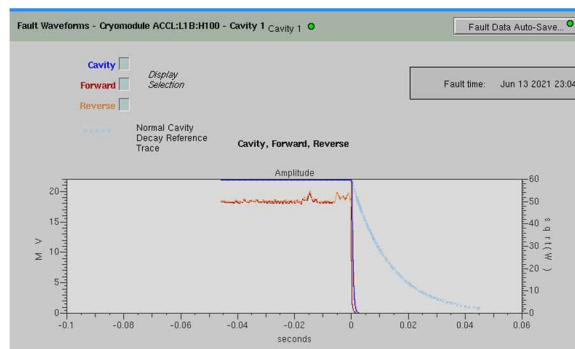 Fault Waveforms - Cryomodule ACCL:L1B:H100 - Cavity 1 Cavity 1
Fault Data Auto-Save...
Cavity
Forward
Reverse
Display
Selection
Fault time: Jun 13 2021 23:04
Normal Cavity
Decay Reference
Trace
Cavity, Forward, Reverse
Amplitude
20
15
10
5
0
M V
60
50
40
30
20
10
0
sqrt(W)
-0.1 -0.08 -0.06 -0.04 -0.02 0 0.02 0.04 0.06
seconds